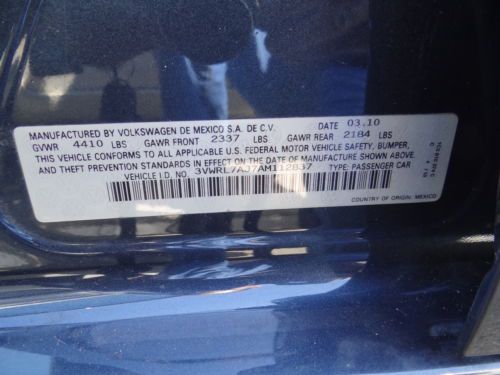 MANUFACTURED BY VOLKSWAGEN DE MEXICO S.A. DE C.V. DATE 03.10
GVWR 4410 LBS GAWR FRONT 2337 LBS GAWR REAR 2184 LBS
THIS VEHICLE CONFORMS TO ALL APPLICABLE U.S. FEDERAL MOTOR VEHICLE SAFETY, BUMPER,
AND THEFT PREVENTION STANDARDS IN EFFECT ON THE DATE OF MANUFACTURE SHOWN ABOVE.
VEHICLE I.D. NO. 3VWRL7AJ7AM112837 TYPE: PASSENGER CAR
COUNTRY OF ORIGIN: MEXICO